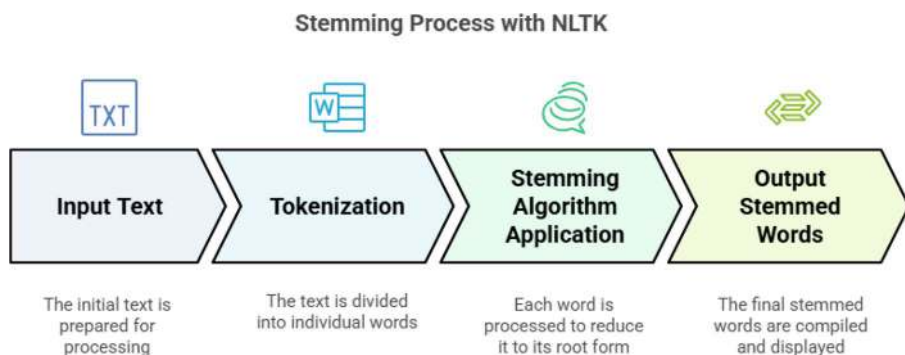 Stemming Process with NLTK
TXT
W
Input Text
Tokenization
Stemming
Algorithm
Application
Output
Stemmed
Words
The initial text is
prepared for
processing
The text is divided
into individual words
Each word is
processed to reduce
it to its root form
The final stemmed
words are compiled
and displayed